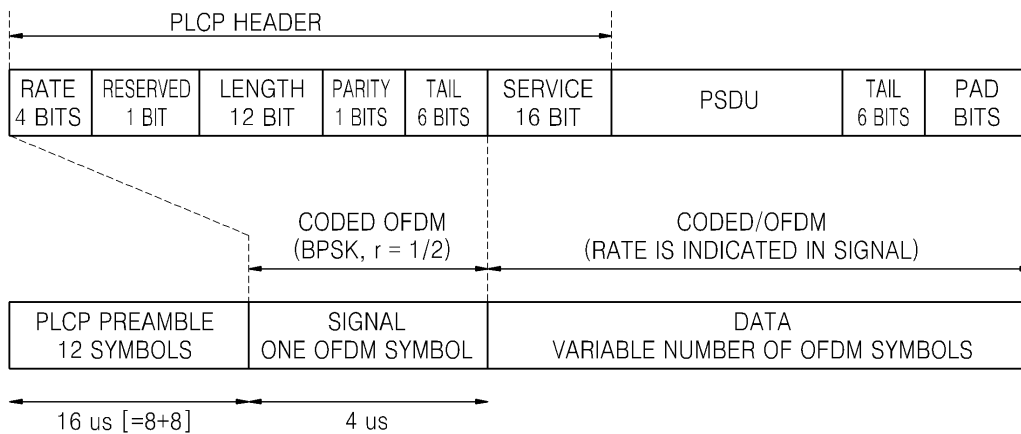 PLCP HEADER
RATE RESERVED LENGTH PARITY TAIL SERVICE PSDU TAIL PAD
4 BITS 1 BIT 12 BIT 1 BITS 6 BITS 16 BIT 6 BITS BITS
CODED OFDM CODED/OFDM
(BPSK, r = 1/2) (RATE IS INDICATED IN SIGNAL)
PLCP PREAMBLE SIGNAL DATA
12 SYMBOLS ONE OFDM SYMBOL VARIABLE NUMBER OF OFDM SYMBOLS
16 us [=8+8] 4 us